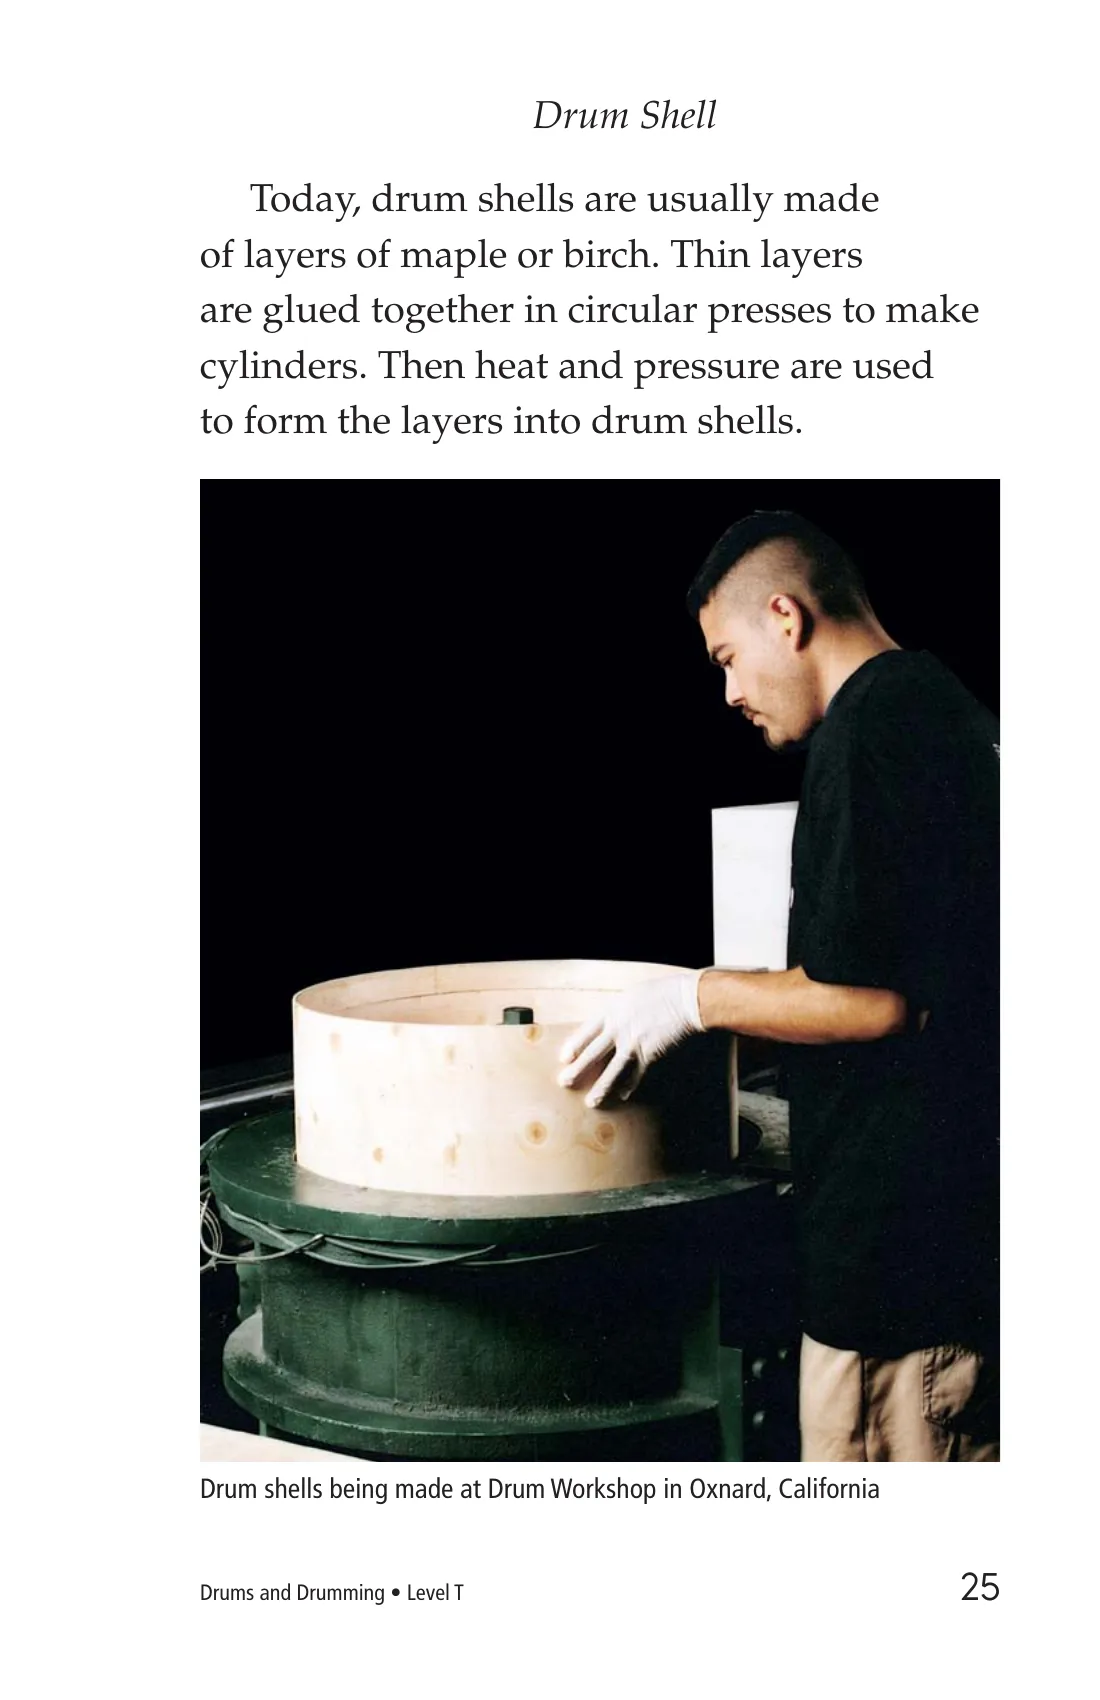 Drum Shell
Today, drum shells are usually made
of layers of maple or birch. Thin layers
are glued together in circular presses to make
cylinders. Then heat and pressure are used
to form the layers into drum shells.
Drum shells being made at Drum Workshop in Oxnard, California
Drums and Drumming • Level T
25